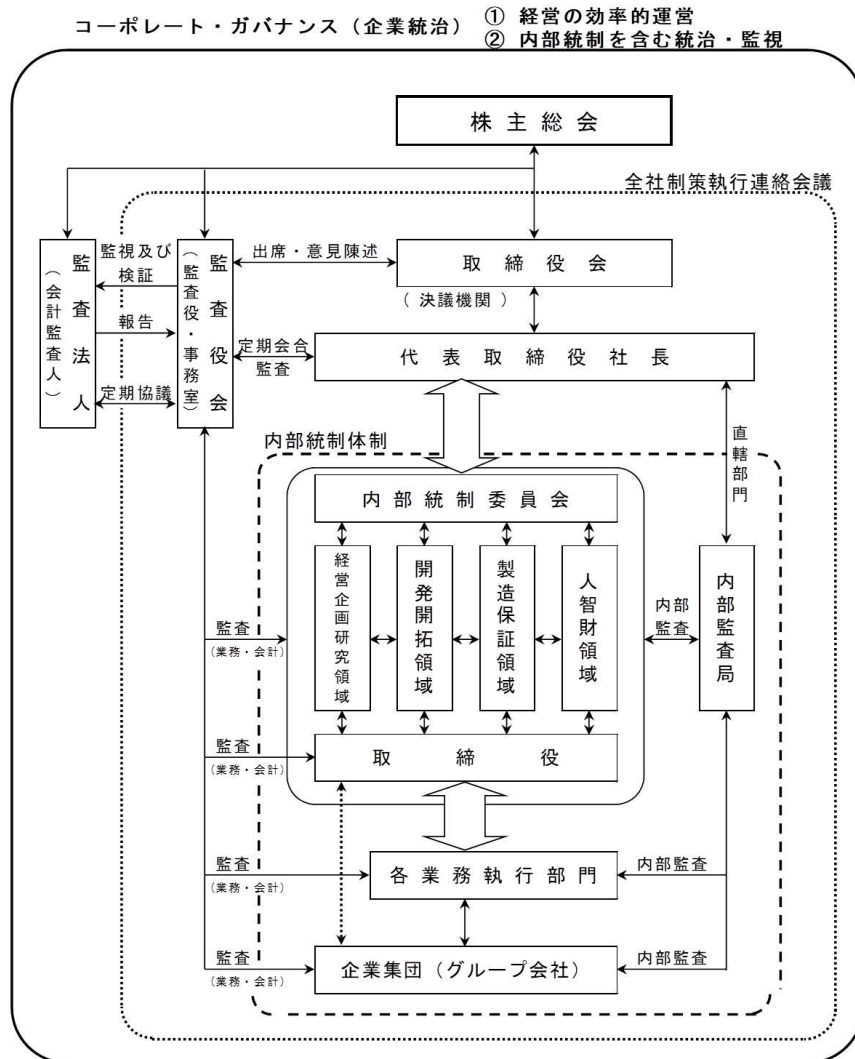 コーポレート・ガバナンス（企業統治）
① 経営の効率的運営
② 内部統制を含む統治・監視
株主総会
全社制策執行連絡会議
監査法人
（会計監査人）
監視及び
検証
報告
定期協議
監査役会
（監査役・事務室）
出席・意見陳述
取締役会
（決議機関）
定期会合
監査
代表取締役社長
直轄部門
内部統制体制
内部統制委員会
経営企画研究領域
開発開拓領域
製造保証領域
人智財領域
内部
監査
内部監査局
監査
（業務・会計）
監査
（業務・会計）
取締役
監査
（業務・会計）
各業務執行部門
内部監査
監査
（業務・会計）
企業集団（グループ会社）
内部監査